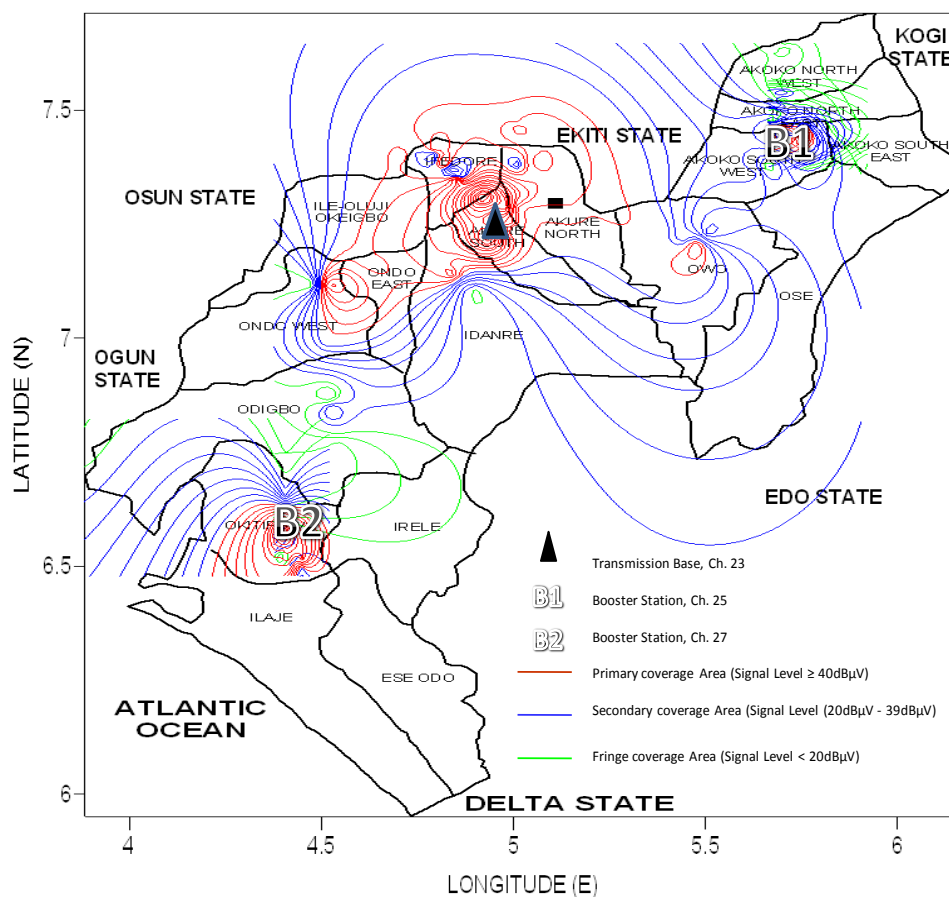 KOGI
STATE
AKOKO NORTH
WEST
7.5
AKOKO NORTH
B1
EKITI STATE
AKOKO SOUTH
EAST
IFEDORE
AKOKO SOUTH
WEST
OSUN STATE
ILE-OLUJI
OKEIGBO
AKURE
SOUTH
AKURE
NORTH
ONDO
EAST
OWO
OSE
7
ONDO WEST
IDANRE
OGUN
STATE
ODIGBO
LATITUDE (N)
EDO STATE
B2
IRELE
6.5
Transmission Base, Ch. 23
B1
Booster Station, Ch. 25
ILAJE
B2
Booster Station, Ch. 27
ESE ODO
Primary coverage Area (Signal Level ≥ 40dBµV)
ATLANTIC
OCEAN
Secondary coverage Area (Signal Level (20dBµV - 39dBµV)
Fringe coverage Area (Signal Level < 20dBµV)
6
DELTA STATE
4
4.5
5
5.5
6
LONGITUDE (E)